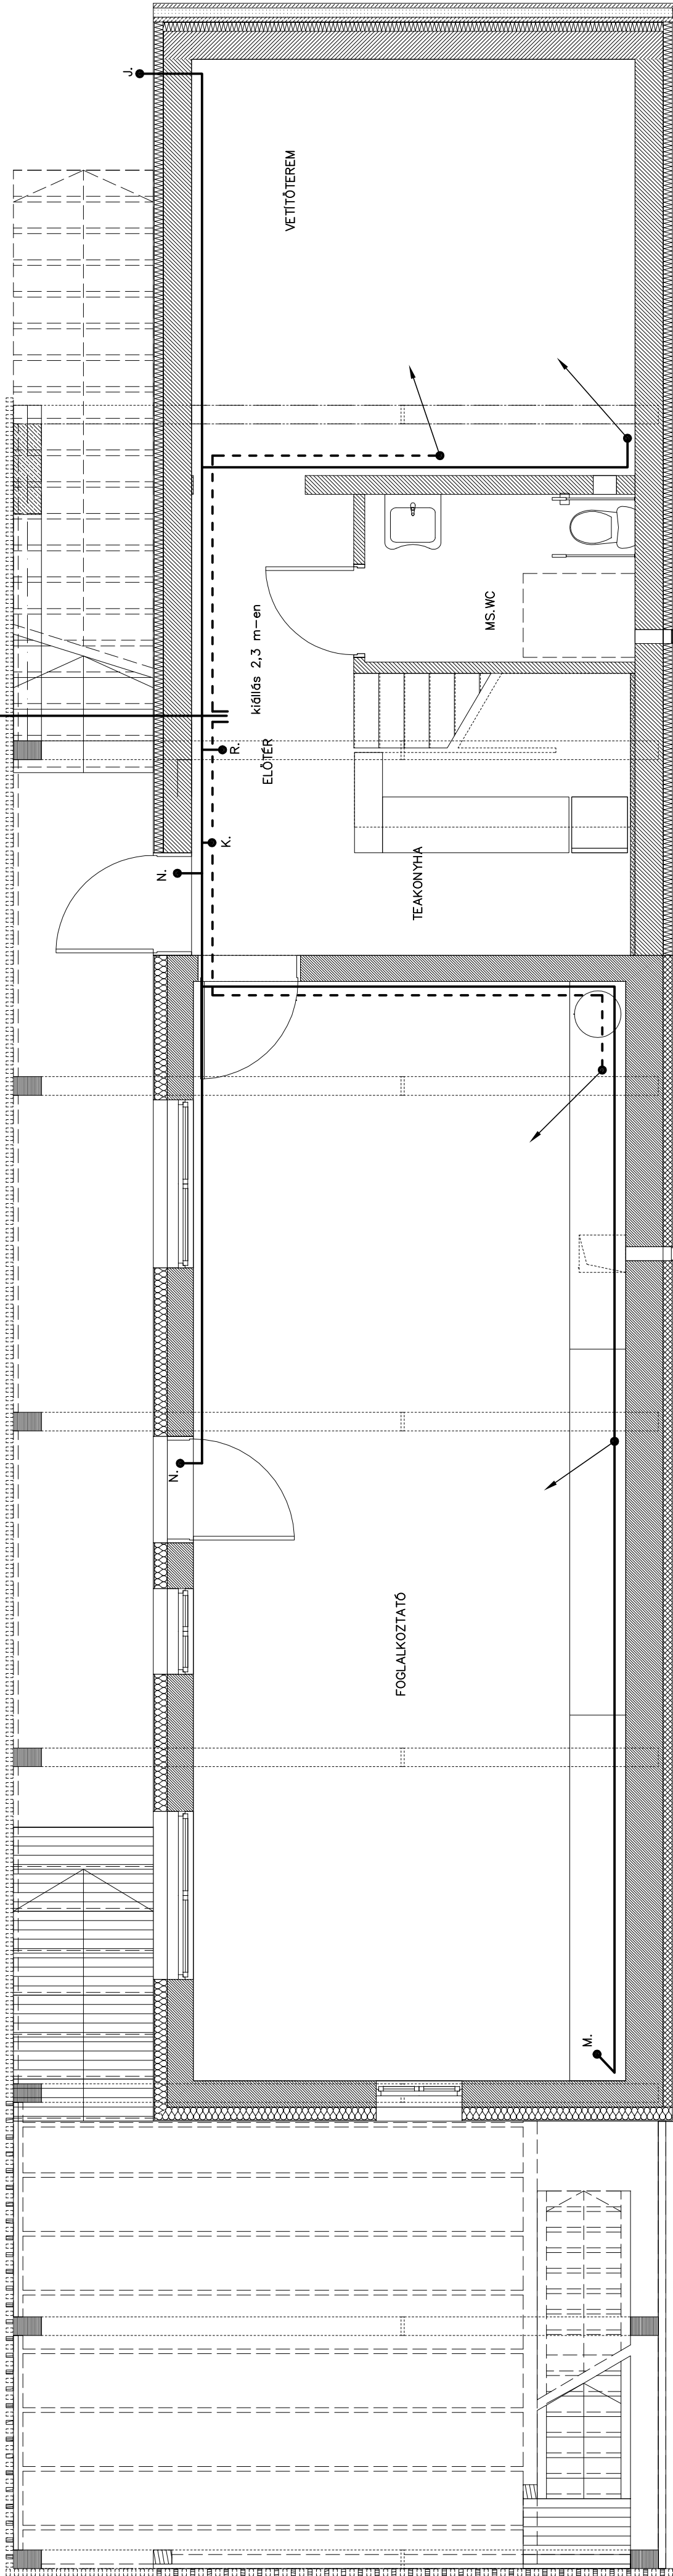 J.
VETÍTŐTEREM
MS.WC
kiállás 2,3 m-en
R.
ELŐTÉR
K.
N.
TEAKONYHA
N.
FOGLALKOZTATÓ
M.